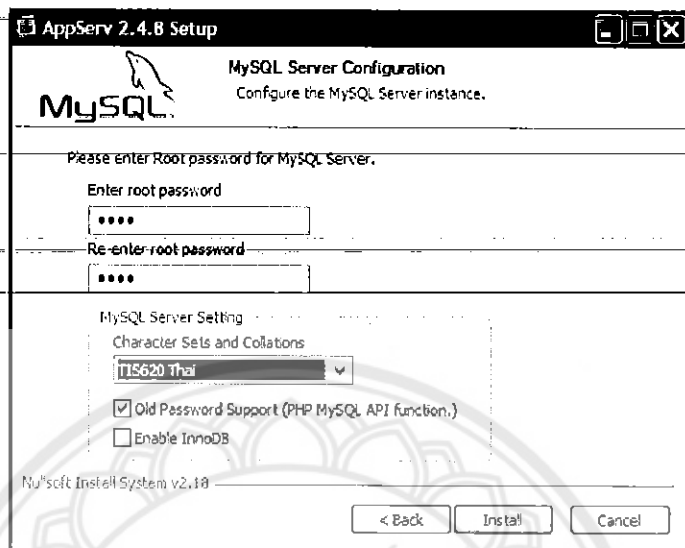 AppServ 2.4.8 Setup
MySQL Server Configuration
Configure the MySQL Server instance.
MySQL
Please enter Root password for MySQL Server.
Enter root password
••••
Re-enter root password
••••
MySQL Server Setting
Character Sets and Collations
TIS620 Thai
Old Password Support (PHP MySQL API function.)
Enable InnoDB
Nullsoft Install System v2.18
< Back Install Cancel